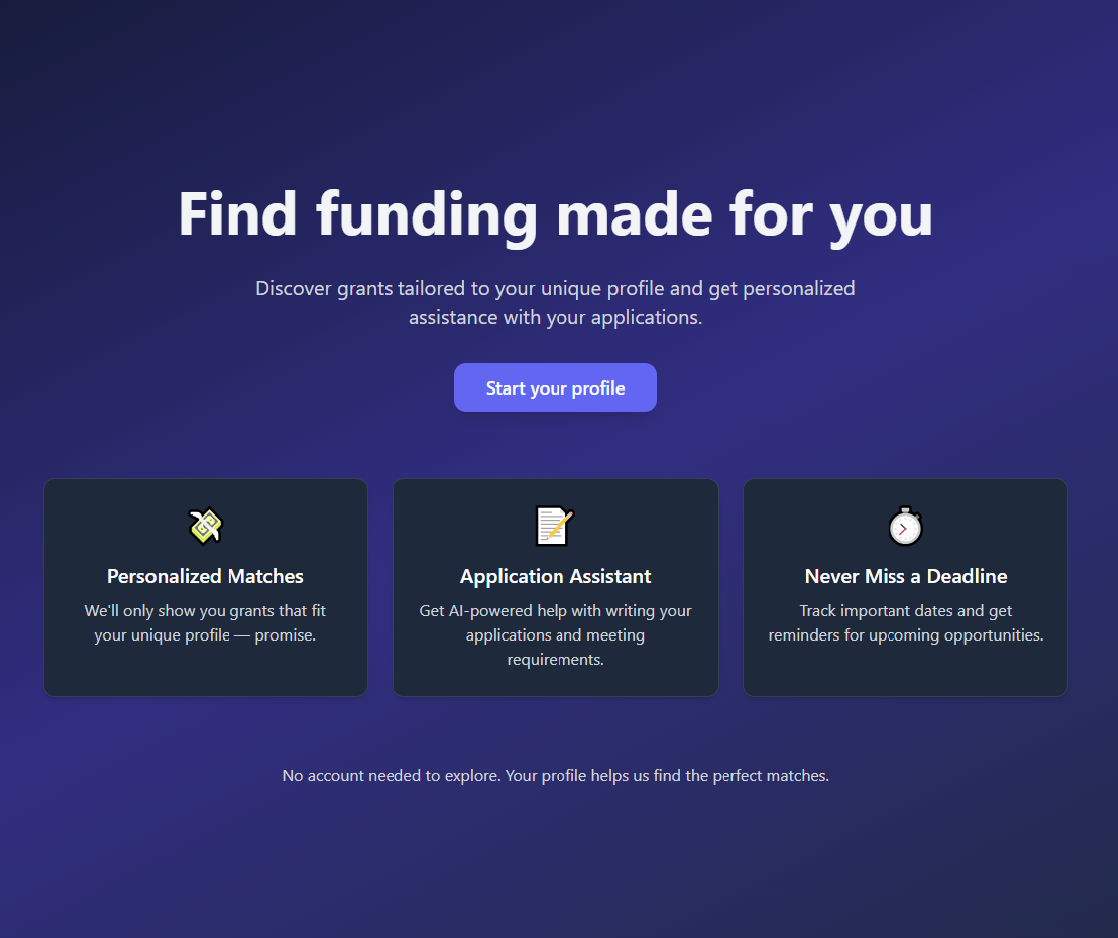 Find funding made for you
Discover grants tailored to your unique profile and get personalized
assistance with your applications.
Start your profile
Personalized Matches
We'll only show you grants that fit
your unique profile — promise.
Application Assistant
Get AI-powered help with writing your
applications and meeting
requirements.
Never Miss a Deadline
Track important dates and get
reminders for upcoming opportunities.
No account needed to explore. Your profile helps us find the perfect matches.